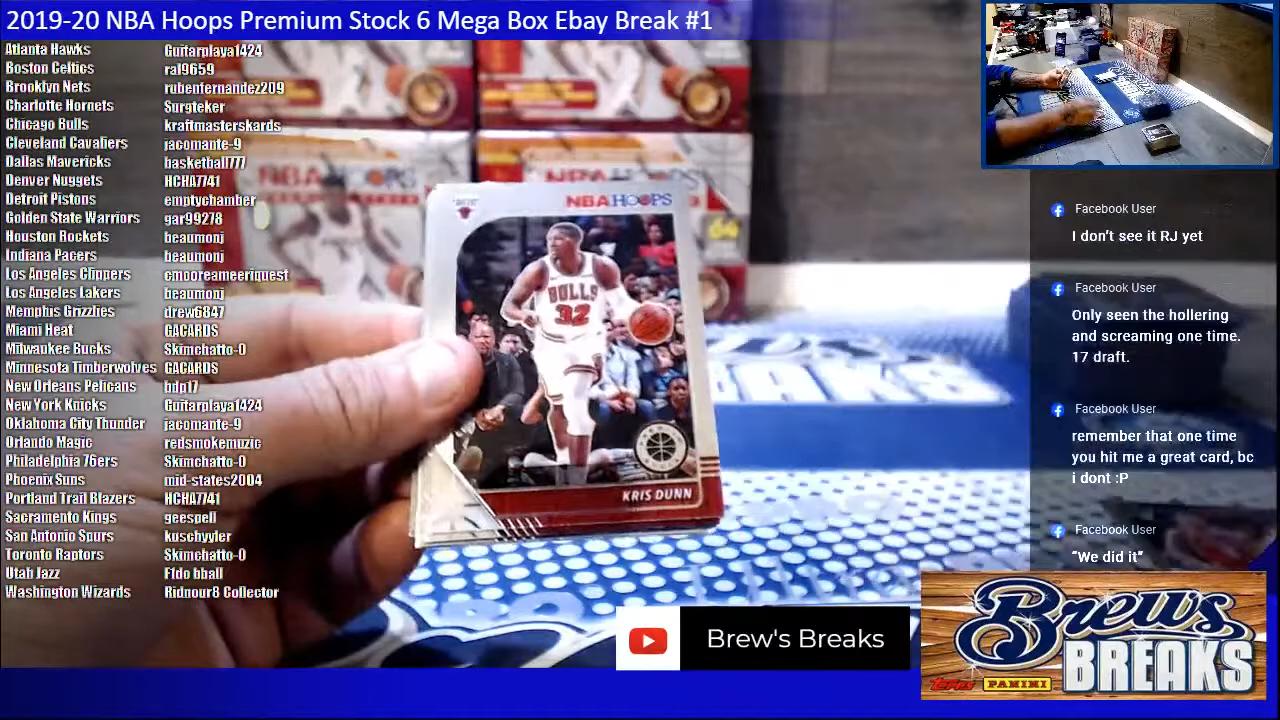 2019-20 NBA Hoops Premium Stock 6 Mega Box Ebay Break #1
Atlanta Hawks Guitarplaya1424
Boston Celtics ral9659
Brooklyn Nets rubenfernandez209
Charlotte Hornets Surgteker
Chicago Bulls kraftmasterskards
Cleveland Cavaliers jacomante-9
Dallas Mavericks basketball777
Denver Nuggets HCHA7741
Detroit Pistons emptychamber
Golden State Warriors gar99278
Houston Rockets beaumonj
Indiana Pacers beaumonj
Los Angeles Clippers emooreameeriquest
Los Angeles Lakers beaumonj
Memphis Grizzlies drew6847
Miami Heat GACARDS
Milwaukee Bucks Skimchatto-0
Minnesota Timberwolves GACARDS
New Orleans Pelicans bdp17
New York Knicks Guitarplaya1424
Oklahoma City Thunder jacomante-9
Orlando Magic redsmokemuzic
Philadelphia 76ers Skimchatto-0
Phoenix Suns mid-states2004
Portland Trail Blazers HCHA7741
Sacramento Kings geespell
San Antonio Spurs kuschyyler
Toronto Raptors Skimchatto-0
Utah Jazz Fido bball
Washington Wizards Ridnour8 Collector
NBA HOOPS
NBA HOOPS
64
NBA HOOPS
BULLS
32
KRIS DUNN
BREAKS
Facebook User
I don't see it RJ yet
Facebook User
Only seen the hollering
and screaming one time.
17 draft.
Facebook User
remember that one time
you hit me a great card, bc
i dont :P
Facebook User
"We did it"
Brew's Breaks
Brew's
BREAKS
Topps PANINI